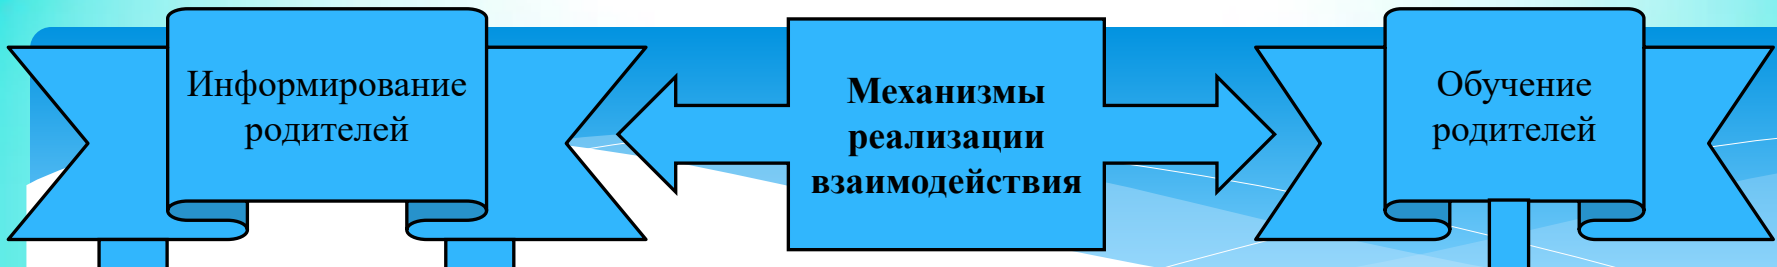 Информирование
родителей
Механизмы
реализации
взаимодействия
Обучение
родителей